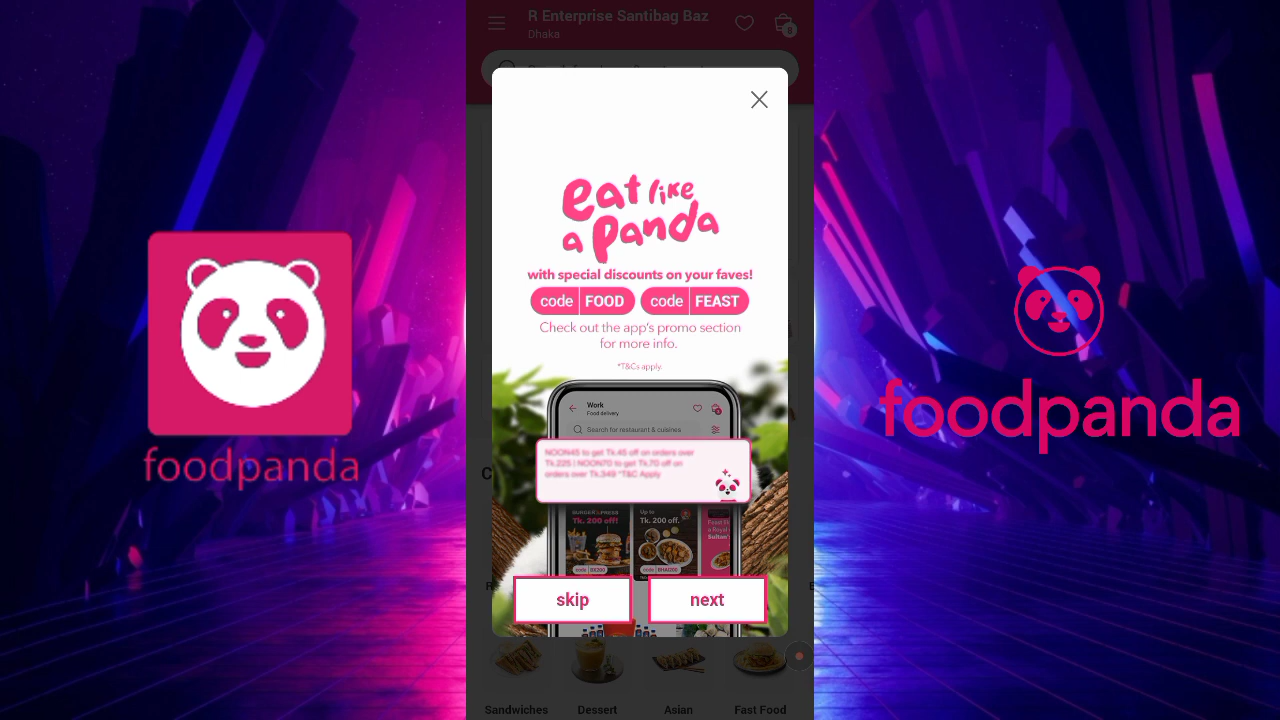 R Enterprise Santibag Baz
Dhaka
8
eat like
a panda
with special discounts on your faves!
code FOOD code FEAST
Check out the app's promo section
for more info.
*T&Cs apply.
Work
Food delivery
Search for restaurant & cuisines
NOON45 to get Tk.45 off on orders over
Tk.225 | NOON70 to get Tk.70 off on
orders over Tk.349 *T&C Apply
Tk. 200 off!
Up to
Tk. 200 off.
code
code
skip
next
Sandwiches
Dessert
Asian
Fast Food
foodpanda
foodpanda